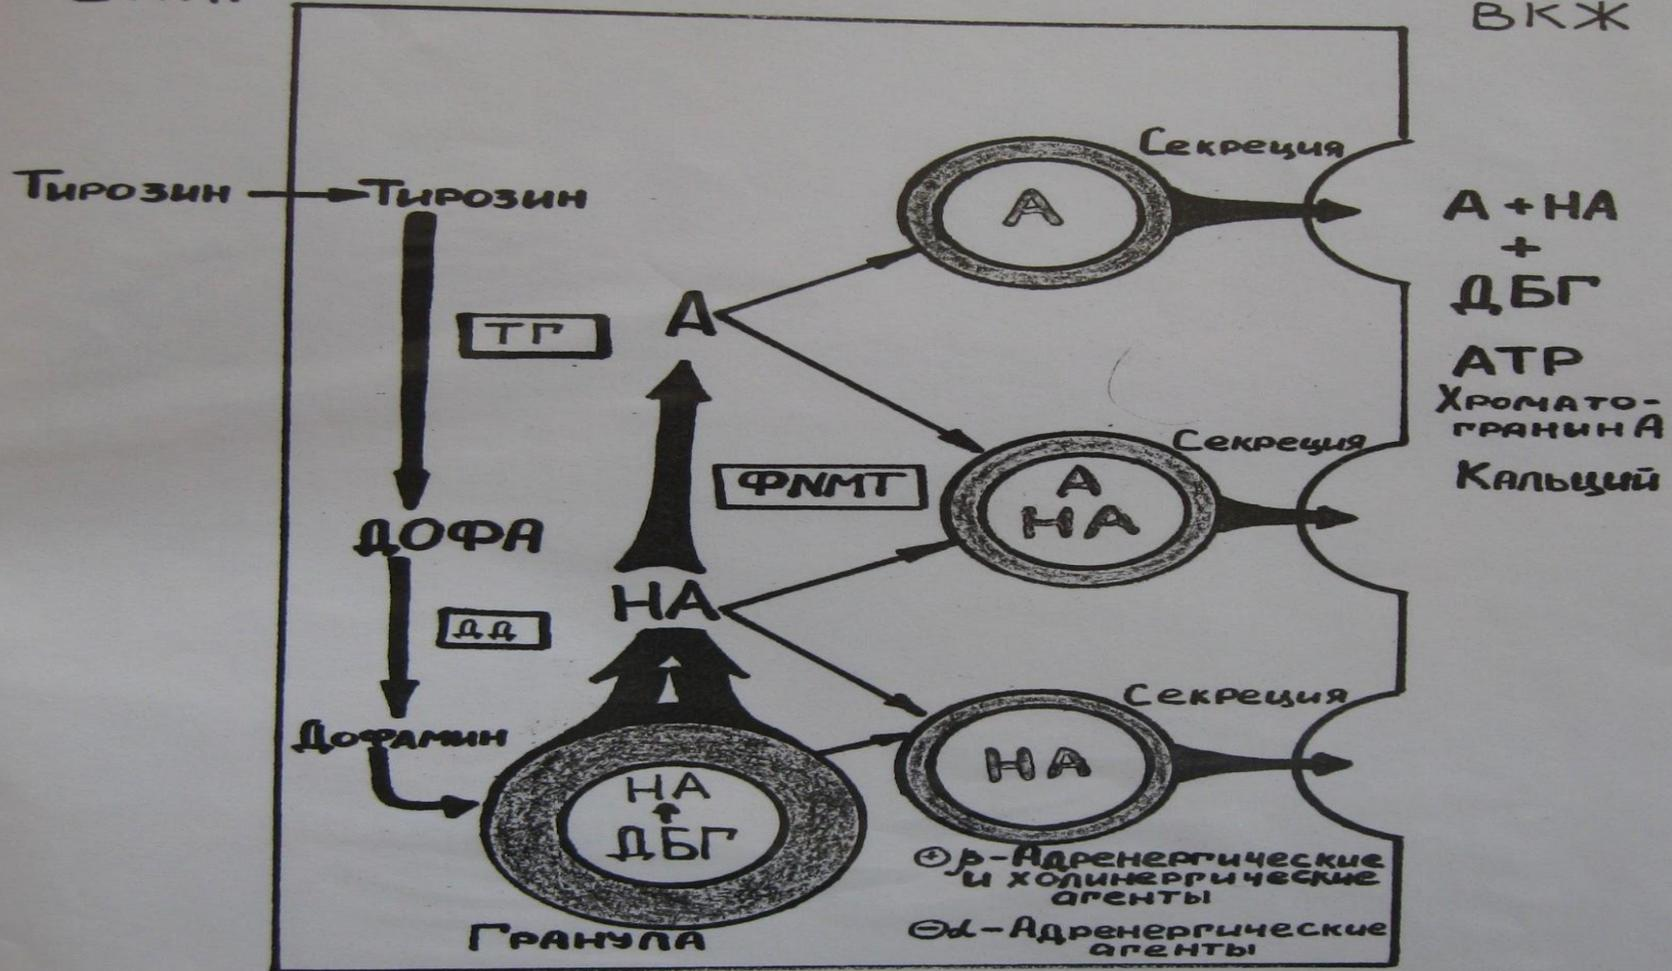 ВКЖ
Тирозин
Тирозин
ТГ
ДОФА
ДД
Дофамин
А
ФNМТ
НА
НА
ДБГ
Гранула
А
Секреция
А
НА
Секреция
НА
Секреция
⊕ β-Адренергические
и холинергические
агенты
⊖ α-Адренергические
агенты
А + НА
+
ДБГ
АТР
Хромато-
гранин А
Кальций